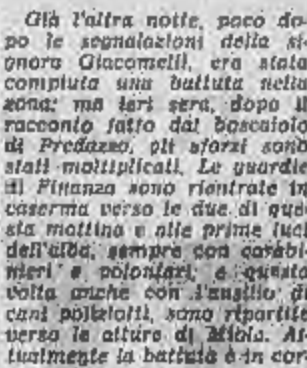 Già l'altra notte, poco do-
po le segnalazioni della si-
gnora Giacomelli, era stata
compiuta una battuta nella
zona; ma ieri sera, dopo il
racconto fatto dal boscaiolo
di Predazzo, gli sforzi sono
stati moltiplicati. Le guardie
di Finanza sono rientrate in
caserma verso le due di que-
sta mattina e alle prime luci
dell'alba, sempre con carabi-
nieri e volontari, e questa
volta anche con l'ausilio di
cani poliziotti, sono ripartite
verso le alture di
tualmente la battuta è in cor-